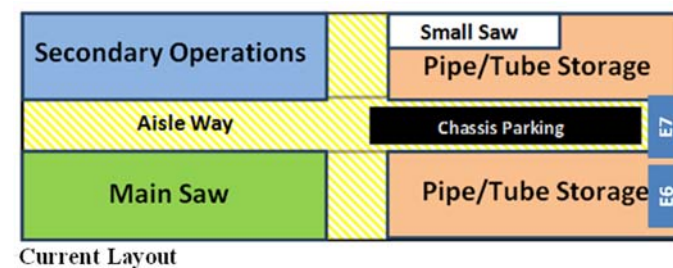 Small Saw
Secondary Operations
Pipe/Tube Storage
Aisle Way
Chassis Parking
E7
Main Saw
Pipe/Tube Storage
E6
Current Layout